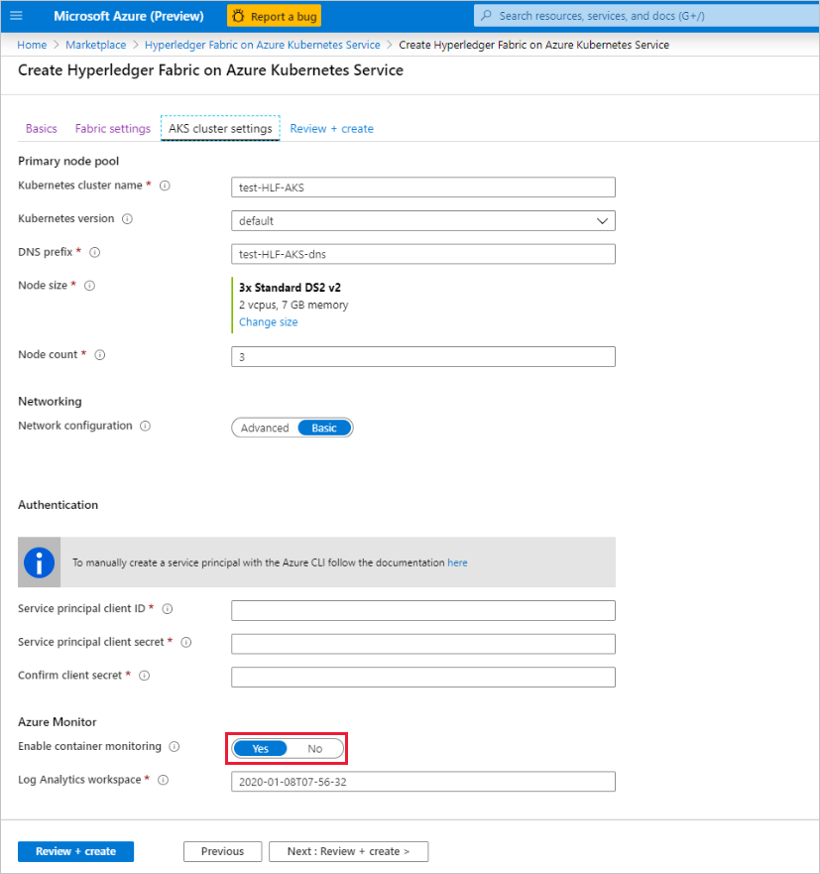 Microsoft Azure (Preview) Report a bug Search resources, services, and docs (G+/)
Home > Marketplace > Hyperledger Fabric on Azure Kubernetes Service > Create Hyperledger Fabric on Azure Kubernetes Service
Create Hyperledger Fabric on Azure Kubernetes Service
Basics Fabric settings AKS cluster settings Review + create
Primary node pool
Kubernetes cluster name * test-HLF-AKS
Kubernetes version default
DNS prefix * test-HLF-AKS-dns
Node size * 3x Standard DS2 v2
2 vcpus, 7 GB memory
Change size
Node count * 3
Networking
Network configuration Advanced Basic
Authentication
To manually create a service principal with the Azure CLI follow the documentation here
Service principal client ID *
Service principal client secret *
Confirm client secret *
Azure Monitor
Enable container monitoring Yes No
Log Analytics workspace * 2020-01-08T07-56-32
Review + create Previous Next : Review + create >